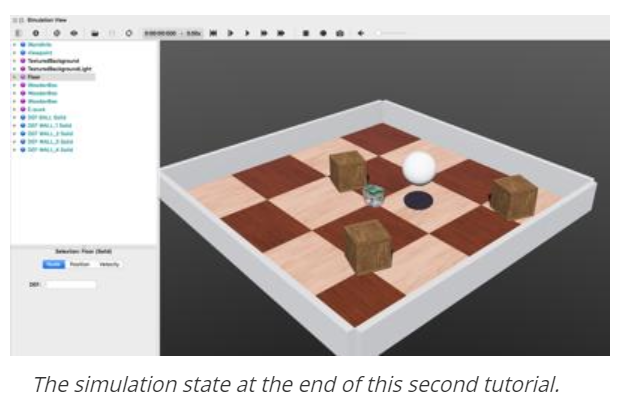 Simulation View
0:00:00:000 - 0.00x
WorldInfo
Viewpoint
TexturedBackground
TexturedBackgroundLight
Floor
WoodenBox
WoodenBox
WoodenBox
E-puck
DEF WALL Solid
DEF WALL_1 Solid
DEF WALL_2 Solid
DEF WALL_3 Solid
DEF WALL_4 Solid
Selection: Floor (Solid)
Node Position Velocity
DEF:
The simulation state at the end of this second tutorial.